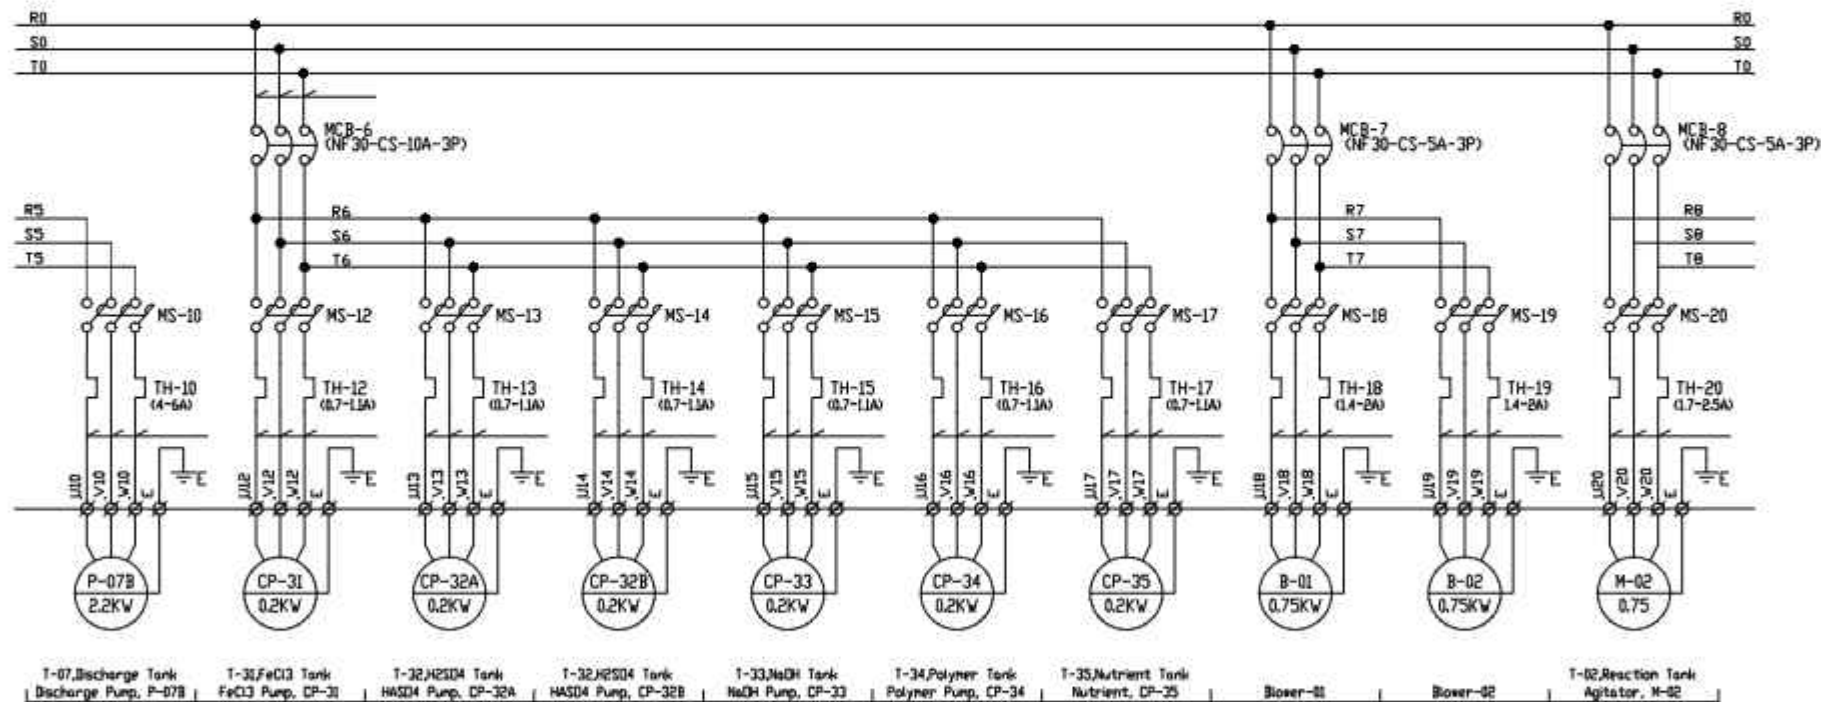 R0 R0
S0 S0
T0 T0
MCB-6 MCB-7 MCB-8
(NF30-CS-10A-3P) (NF30-CS-5A-3P) (NF30-CS-5A-3P)
R5 R6 R7 R8
S5 S6 S7 S8
T5 T6 T7 T8
MS-10 MS-12 MS-13 MS-14 MS-15 MS-16 MS-17 MS-18 MS-19 MS-20
TH-10 TH-12 TH-13 TH-14 TH-15 TH-16 TH-17 TH-18 TH-19 TH-20
(4-6A) (0.7-1.1A) (0.7-1.1A) (0.7-1.1A) (0.7-1.1A) (0.7-1.1A) (0.7-1.1A) (1.4-2A) 1.4-2A) (1.7-2.5A)
E E E E E E E E E E
U10 V10 W10 E U12 V12 W12 E U13 V13 W13 E U14 V14 W14 E U15 V15 W15 E U16 V16 W16 E U17 V17 W17 E U18 V18 W18 E U19 V19 W19 E U20 V20 W20 E
P-07B CP-31 CP-32A CP-32B CP-33 CP-34 CP-35 B-01 B-02 M-02
2.2KW 0.2KW 0.2KW 0.2KW 0.2KW 0.2KW 0.2KW 0.75KW 0.75KW 0.75
T-07,Discharge Tank T-31,FeCl3 Tank T-32,H2SO4 Tank T-32,H2SO4 Tank T-33,NaOH Tank T-34,Polymer Tank T-35,Nutrient Tank T-02,Reaction Tank
Discharge Pump, P-07B FeCl3 Pump, CP-31 HASO4 Pump, CP-32A HASO4 Pump, CP-32B NaOH Pump, CP-33 Polymer Pump, CP-34 Nutrient, CP-35 Blower-01 Blower-02 Agitator, M-02